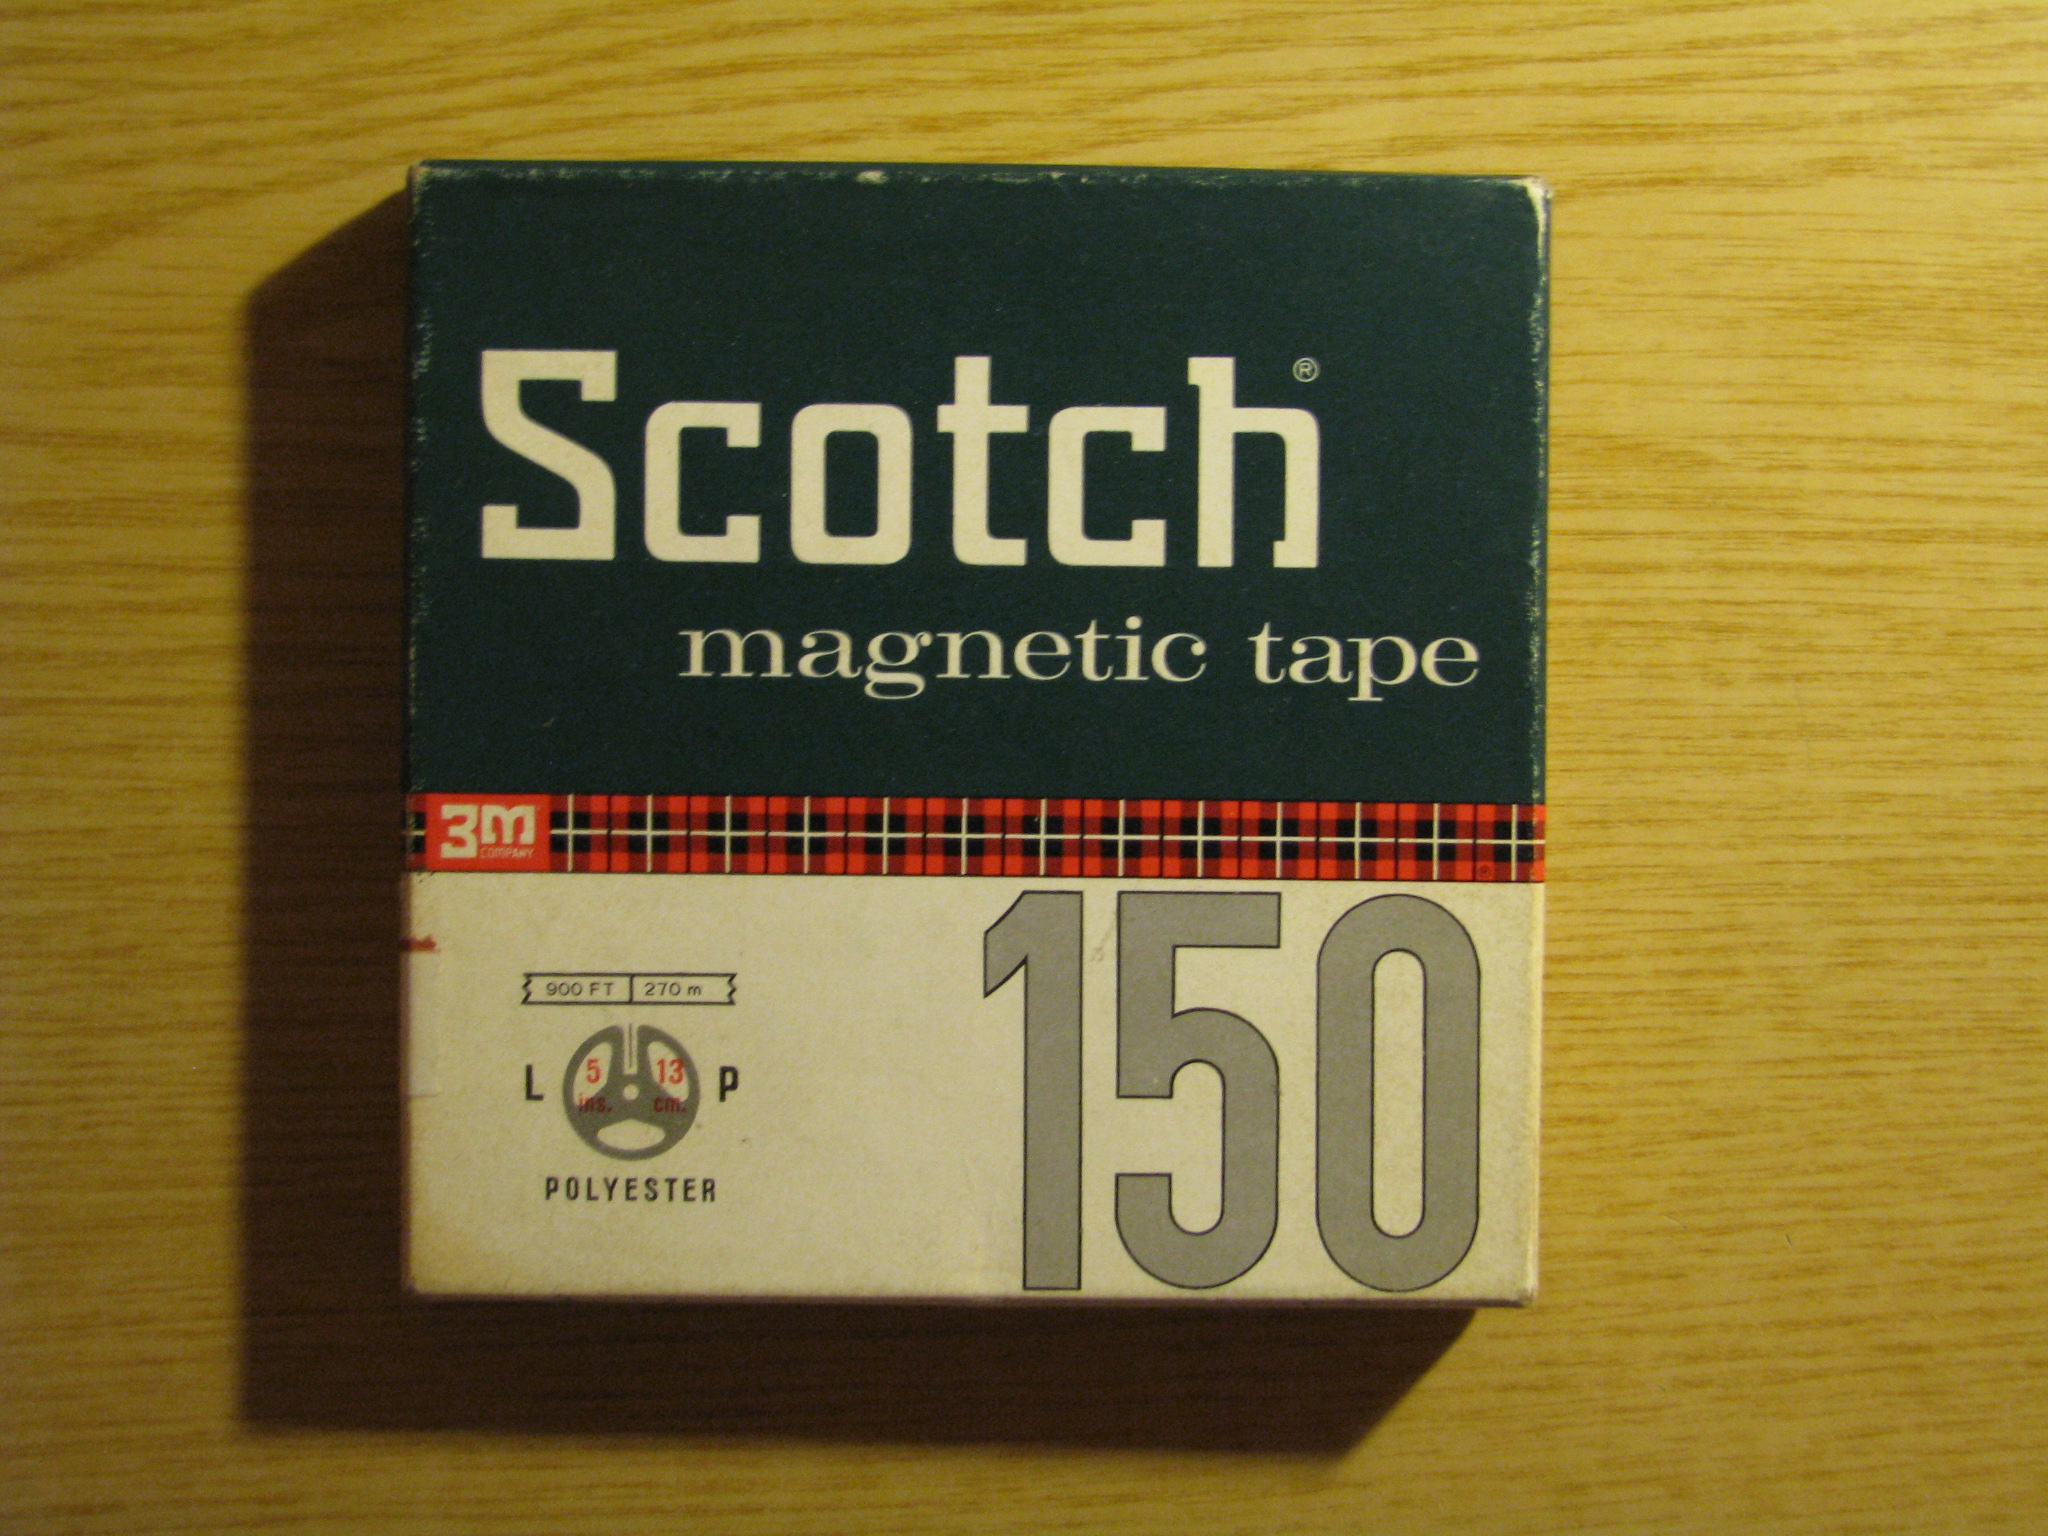 Scotch®
magnetic tape
3M
COMPANY
®
150
900 FT 270 m
L 5 13 P
ins. cm.
POLYESTER